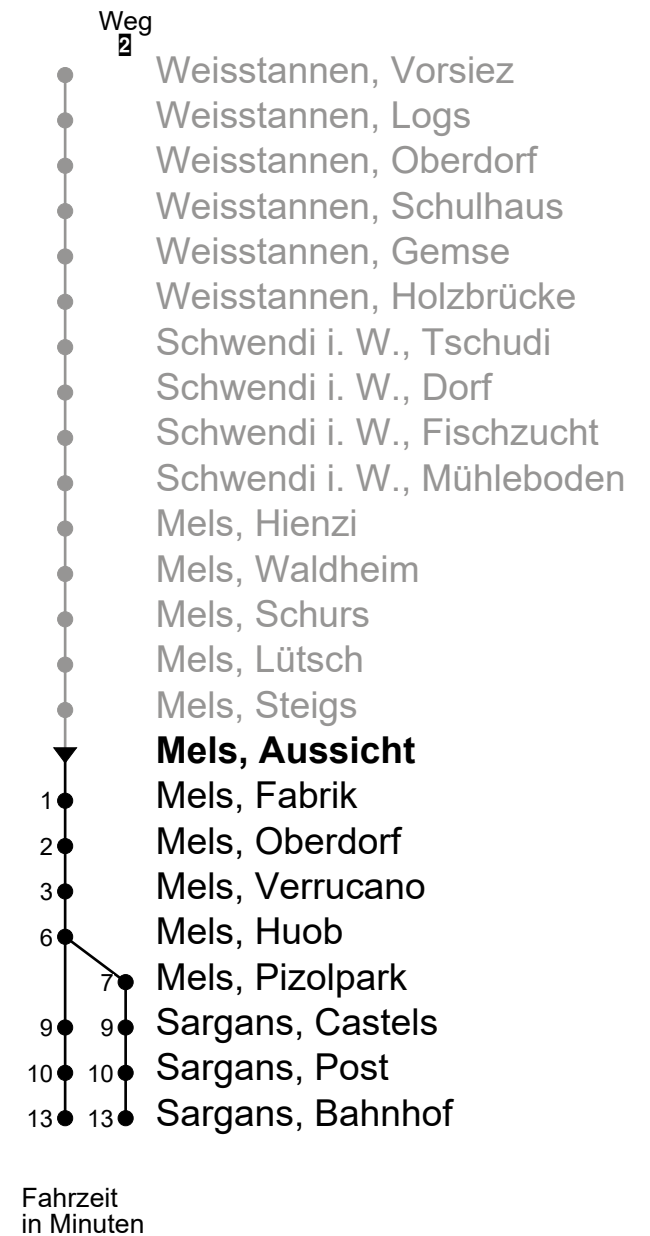 Weg
2
Weisstannen, Vorsiez
Weisstannen, Logs
Weisstannen, Oberdorf
Weisstannen, Schulhaus
Weisstannen, Gemse
Weisstannen, Holzbrücke
Schwendi i. W., Tschudi
Schwendi i. W., Dorf
Schwendi i. W., Fischzucht
Schwendi i. W., Mühleboden
Mels, Hienzi
Mels, Waldheim
Mels, Schurs
Mels, Lütsch
Mels, Steigs
Mels, Aussicht
1 Mels, Fabrik
2 Mels, Oberdorf
3 Mels, Verrucano
6 Mels, Huob
7 Mels, Pizolpark
9 9 Sargans, Castels
10 10 Sargans, Post
13 13 Sargans, Bahnhof
Fahrzeit
in Minuten